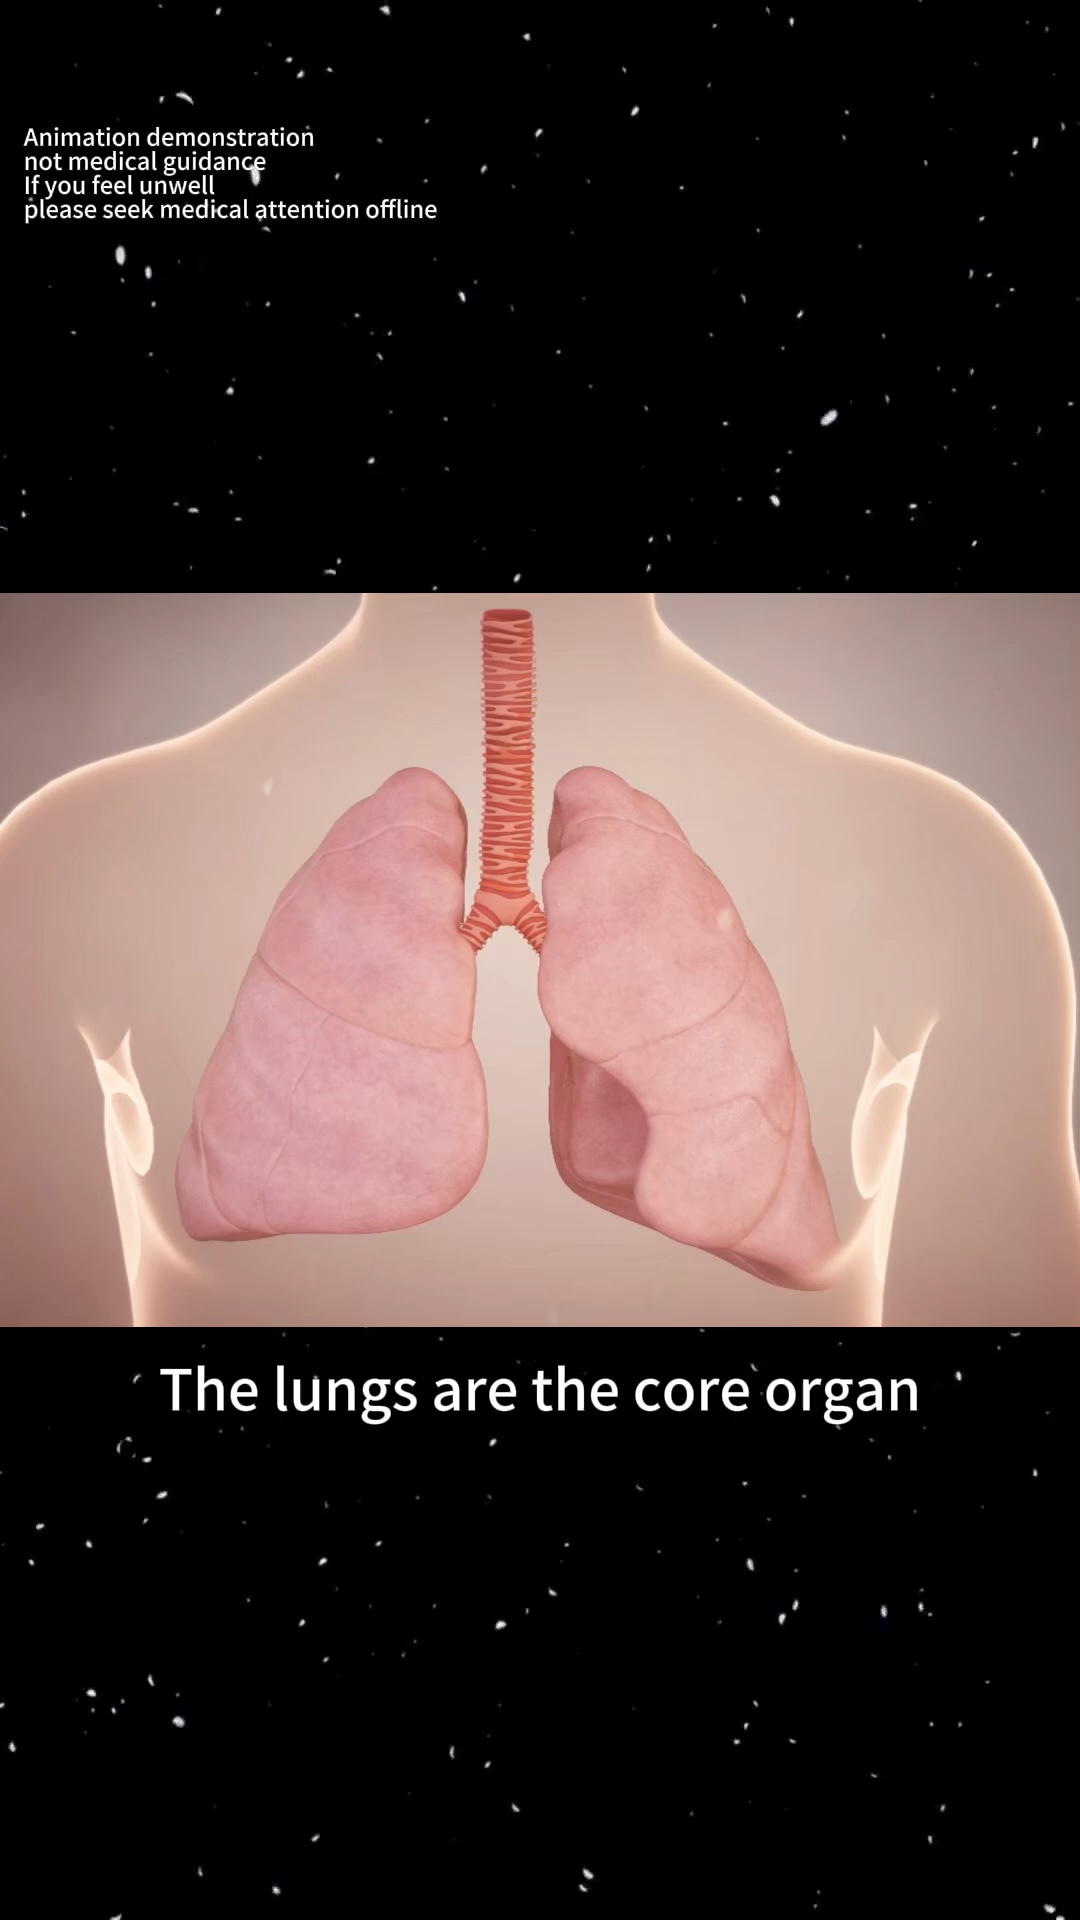 Animation demonstration
not medical guidance
If you feel unwell
please seek medical attention offline
The lungs are the core organ